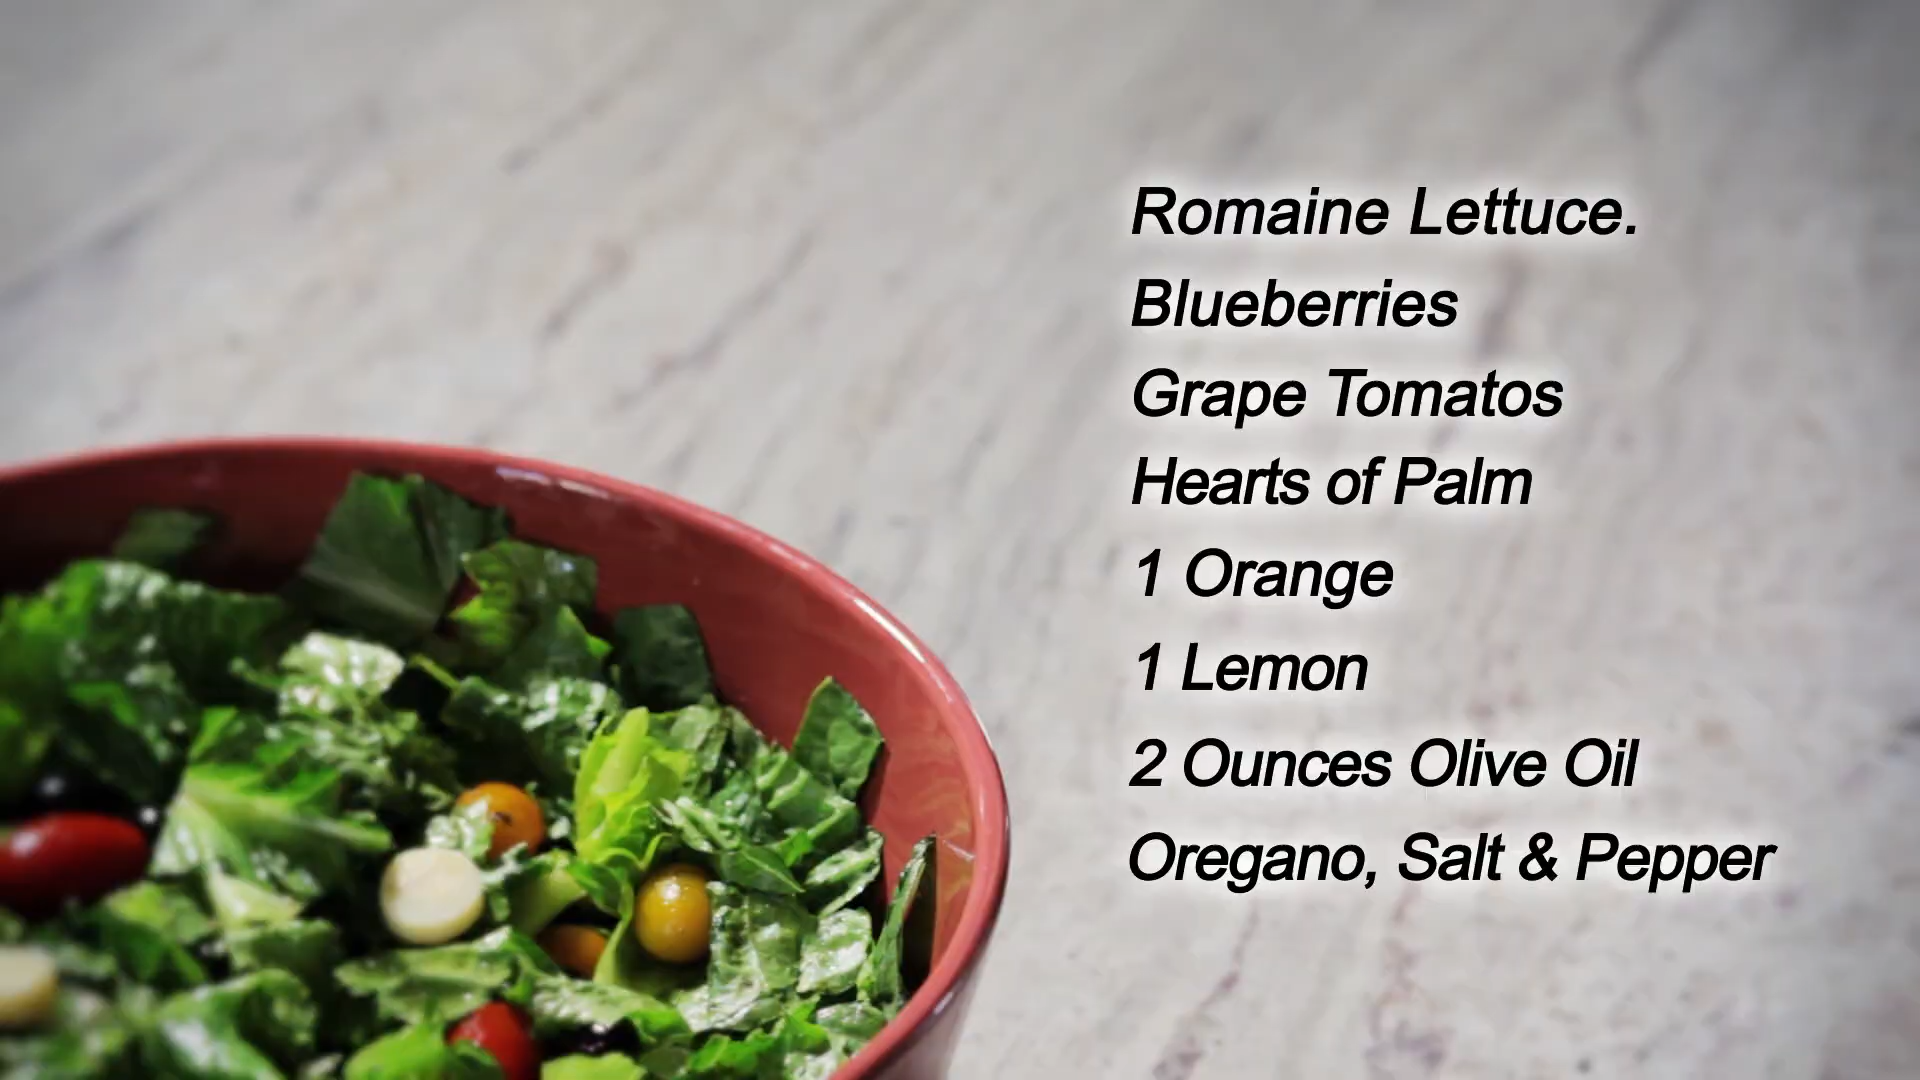 Romaine Lettuce.
Blueberries
Grape Tomatos
Hearts of Palm
1 Orange
1 Lemon
2 Ounces Olive Oil
Oregano, Salt & Pepper